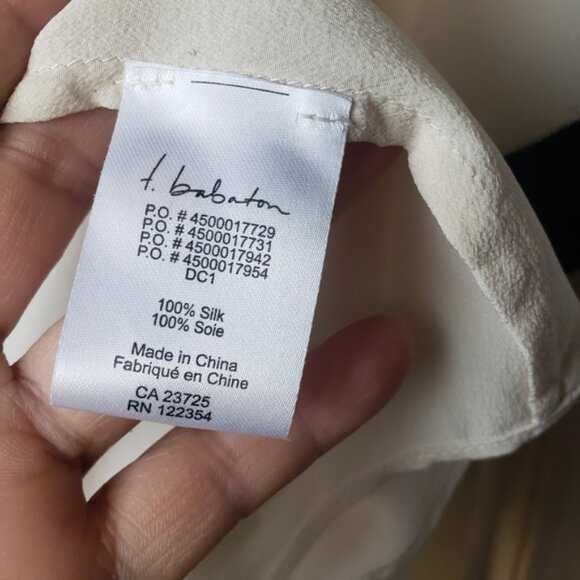 t. babaton
P.O. # 4500017729
P.O. # 4500017731
P.O. # 4500017942
P.O. # 4500017954
DC1
100% Silk
100% Soie
Made in China
Fabriqué en Chine
CA 23725
RN 122354